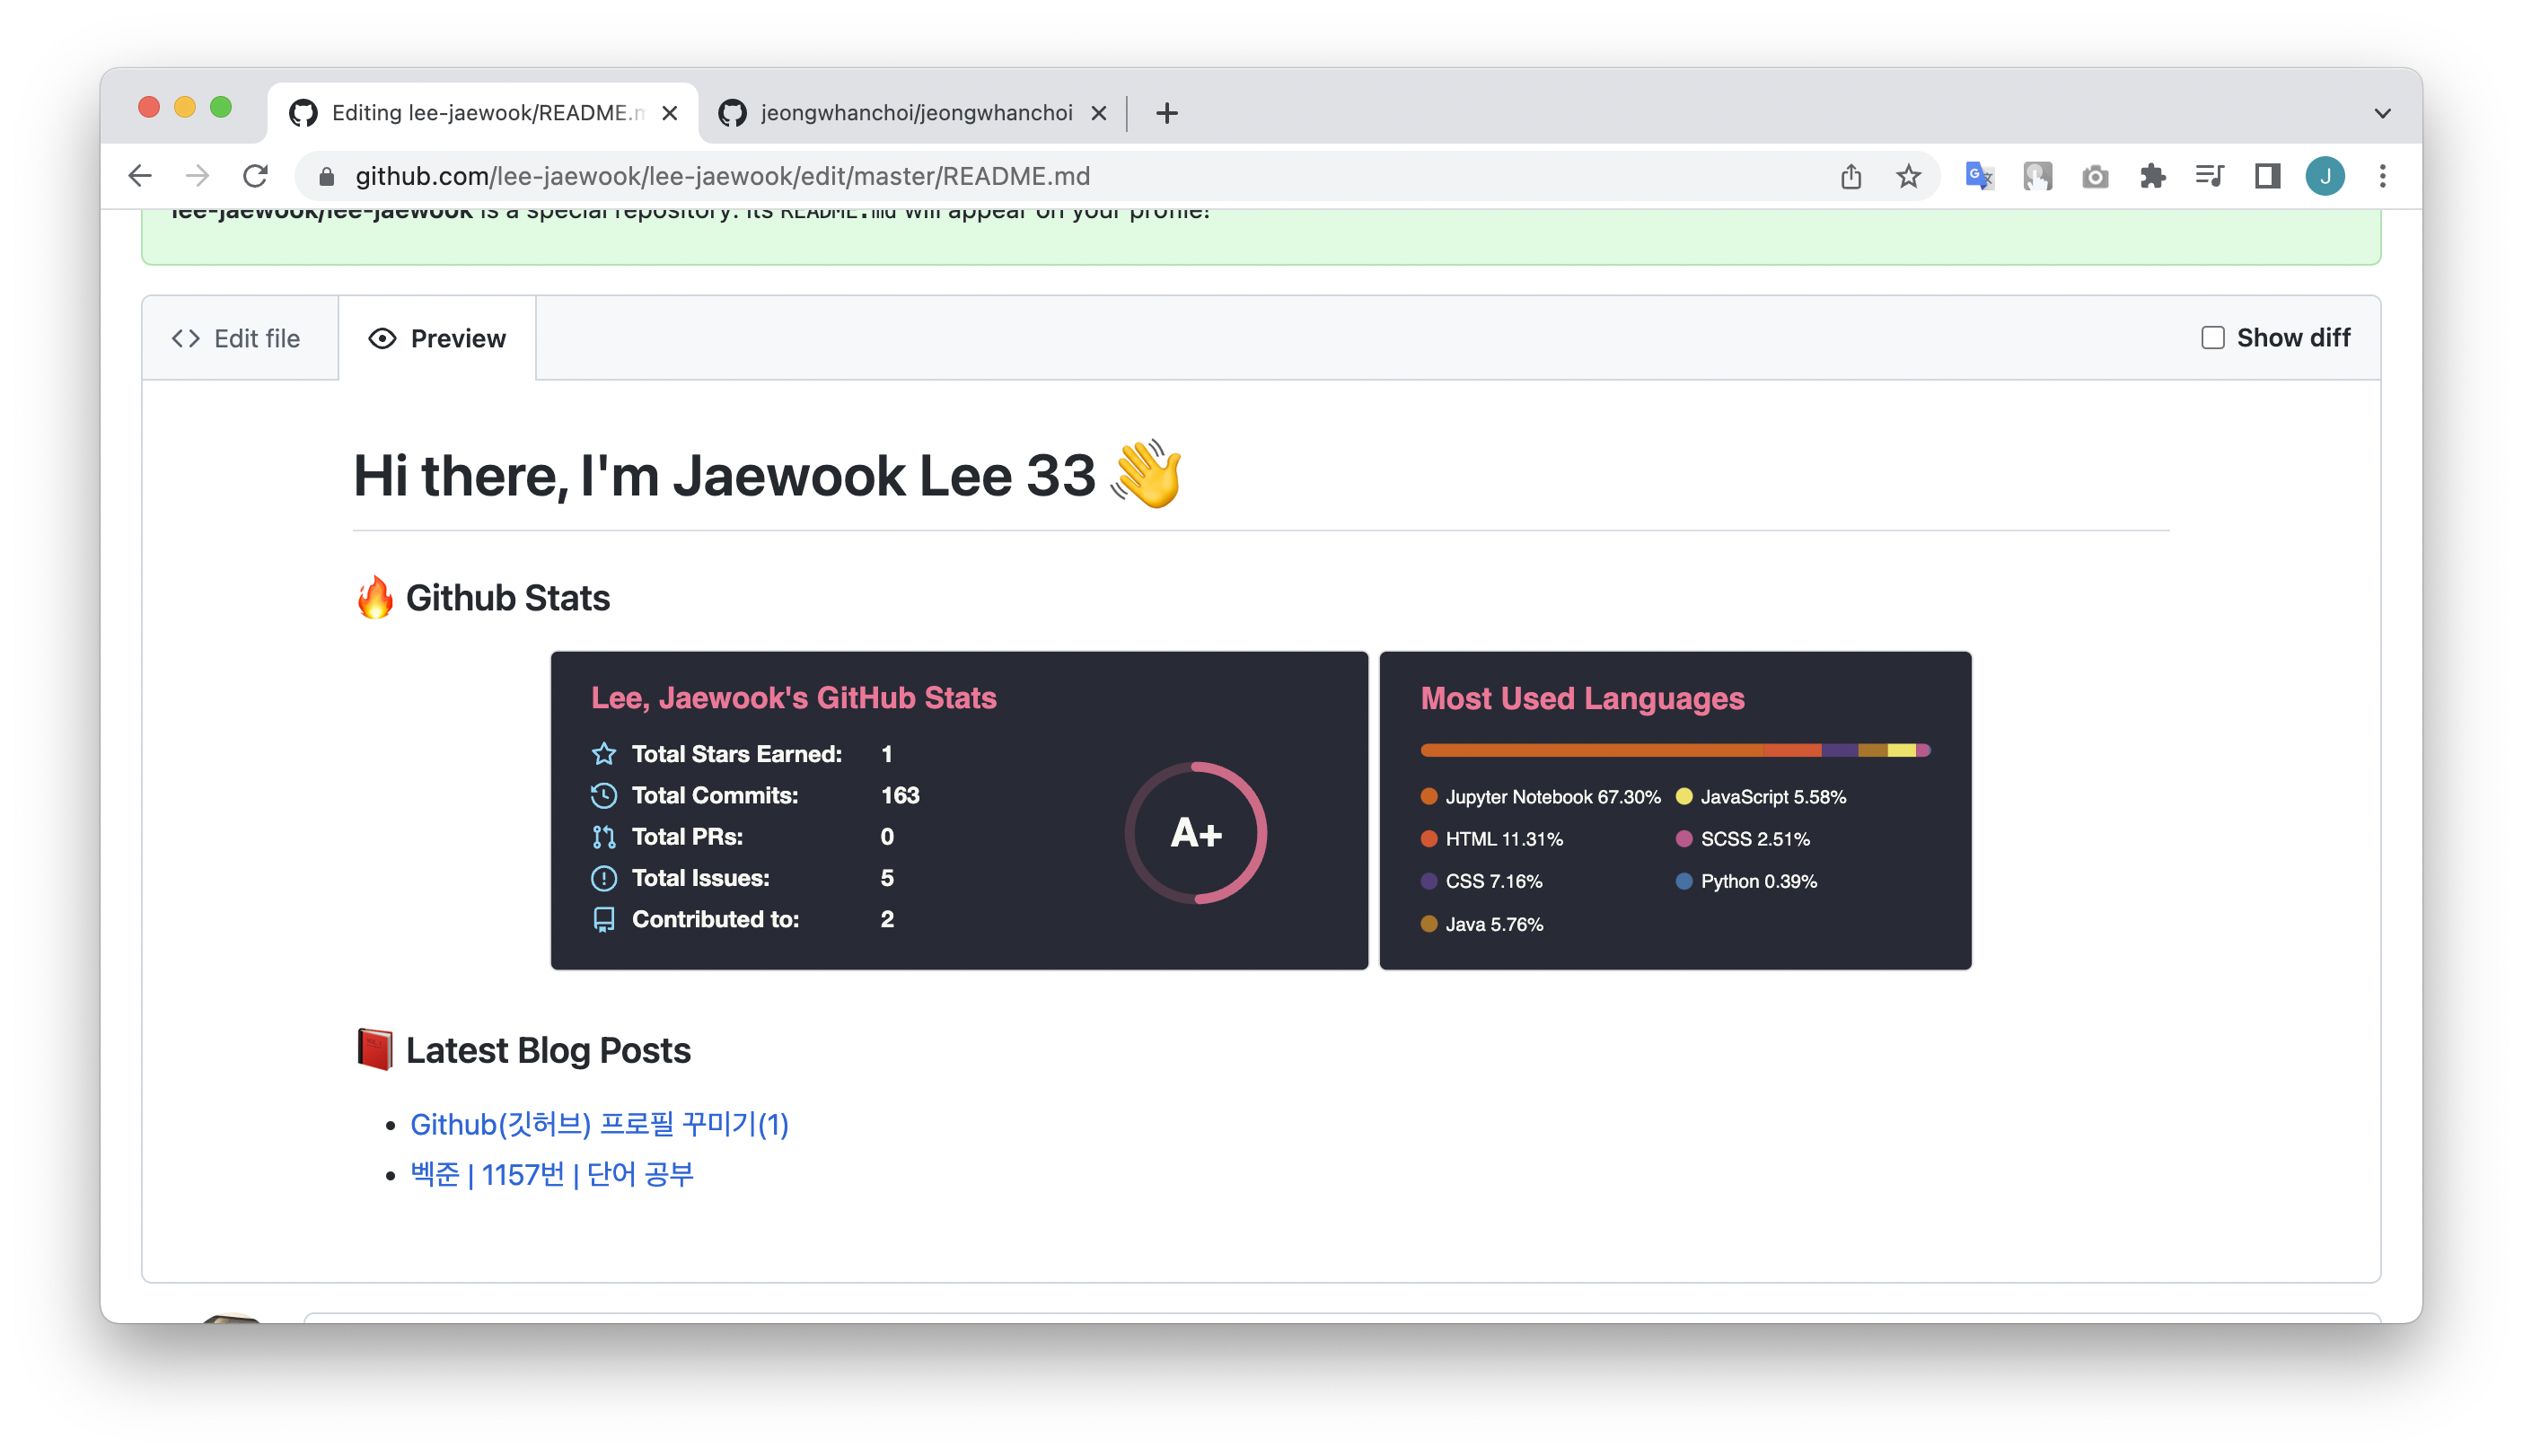 Editing lee-jaewook/README.m
jeongwhanchoi/jeongwhanchoi
github.com/lee-jaewook/lee-jaewook/edit/master/README.md
J
lee-jaewook/lee-jaewook is a special repository. Its README.md will appear on your profile!
Edit file
Preview
Show diff
Hi there, I'm Jaewook Lee 33 👋
🔥 Github Stats
Lee, Jaewook's GitHub Stats
Total Stars Earned: 1
Total Commits: 163
Total PRs: 0
Total Issues: 5
Contributed to: 2
A+
Most Used Languages
Jupyter Notebook 67.30%
JavaScript 5.58%
HTML 11.31%
SCSS 2.51%
CSS 7.16%
Python 0.39%
Java 5.76%
📕 Latest Blog Posts
Github(깃허브) 프로필 꾸미기(1)
벡준 | 1157번 | 단어 공부